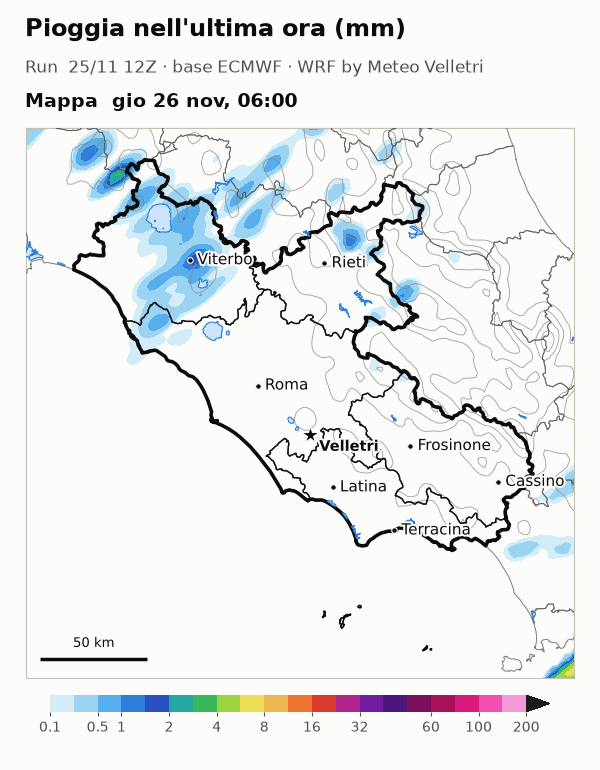 Pioggia nell'ultima ora (mm)
Run 25/11 12Z · base ECMWF · WRF by Meteo Velletri
Mappa gio 26 nov, 06:00
Viterbo
Rieti
Roma
Velletri
Frosinone
Latina
Cassino
Terracina
50 km
0.1 0.5 1 2 4 8 16 32 60 100 200